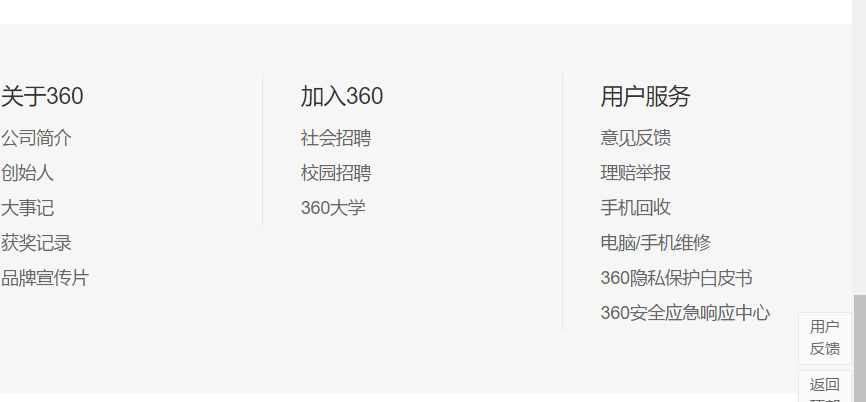 关于360
公司简介
创始人
大事记
获奖记录
品牌宣传片
加入360
社会招聘
校园招聘
360大学
用户服务
意见反馈
理赔举报
手机回收
电脑/手机维修
360隐私保护白皮书
360安全应急响应中心
用户
反馈
返回